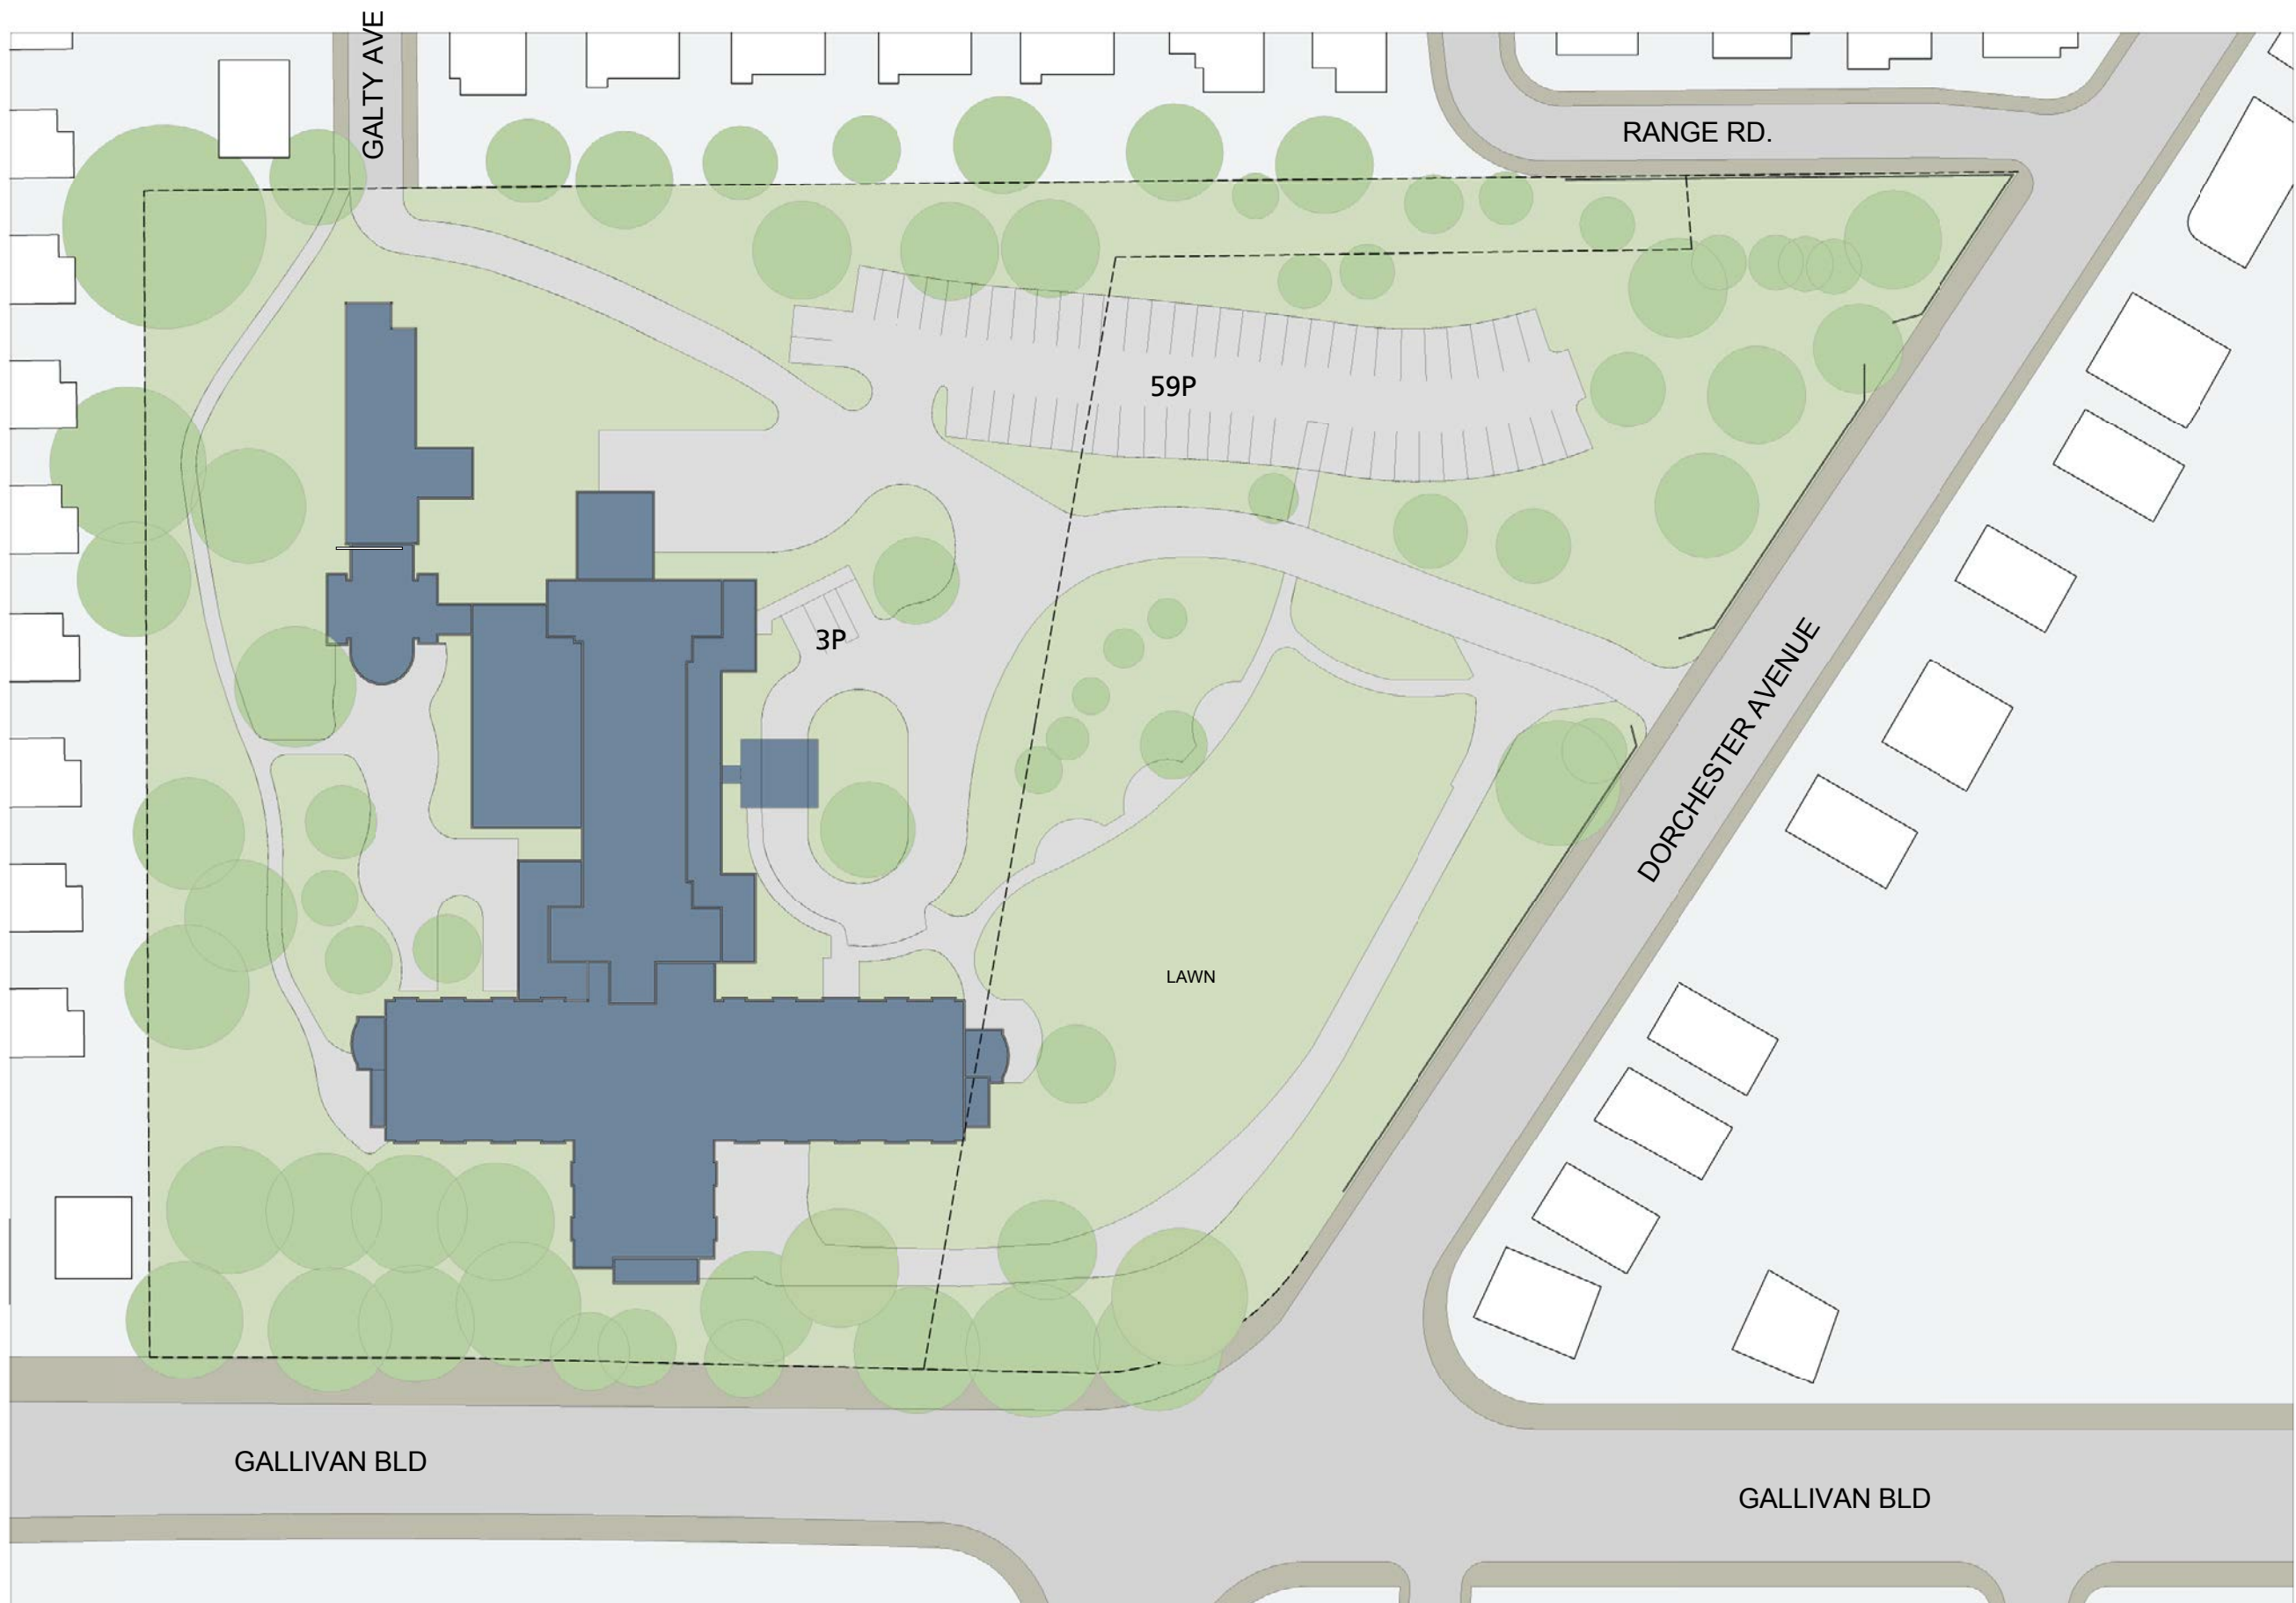 GALTY AVE
RANGE RD.
59P
3P
DORCHESTER AVENUE
LAWN
GALLIVAN BLD
GALLIVAN BLD